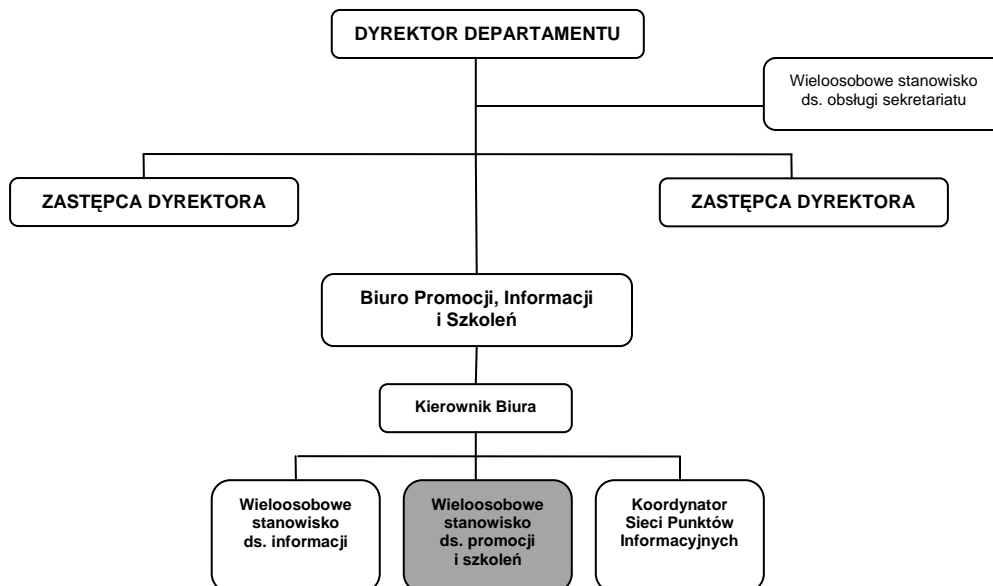 DYREKTOR DEPARTAMENTU
Wieloosobowe stanowisko
ds. obsługi sekretariatu
ZASTĘPCA DYREKTORA
ZASTĘPCA DYREKTORA
Biuro Promocji, Informacji
i Szkoleń
Kierownik Biura
Wieloosobowe
stanowisko
ds. informacji
Wieloosobowe
stanowisko
ds. promocji
i szkoleń
Koordynator
Sieci Punktów
Informacyjnych